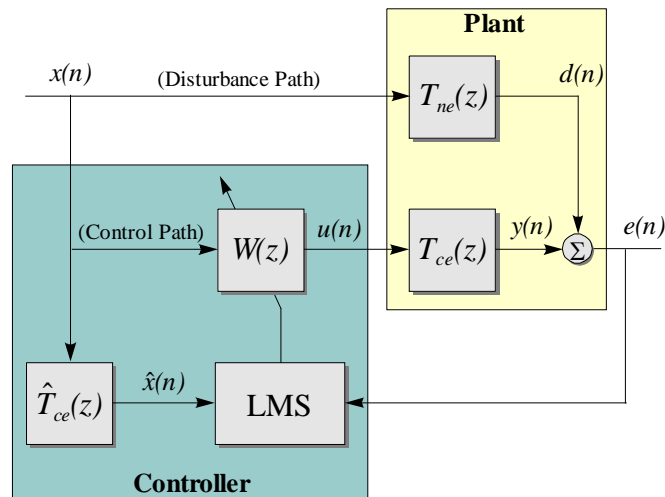 Plant
x(n)
(Disturbance Path)
T_ne(z)
d(n)
(Control Path)
W(z)
u(n)
T_ce(z)
y(n)
Σ
e(n)
T̂_ce(z)
x̂(n)
LMS
Controller